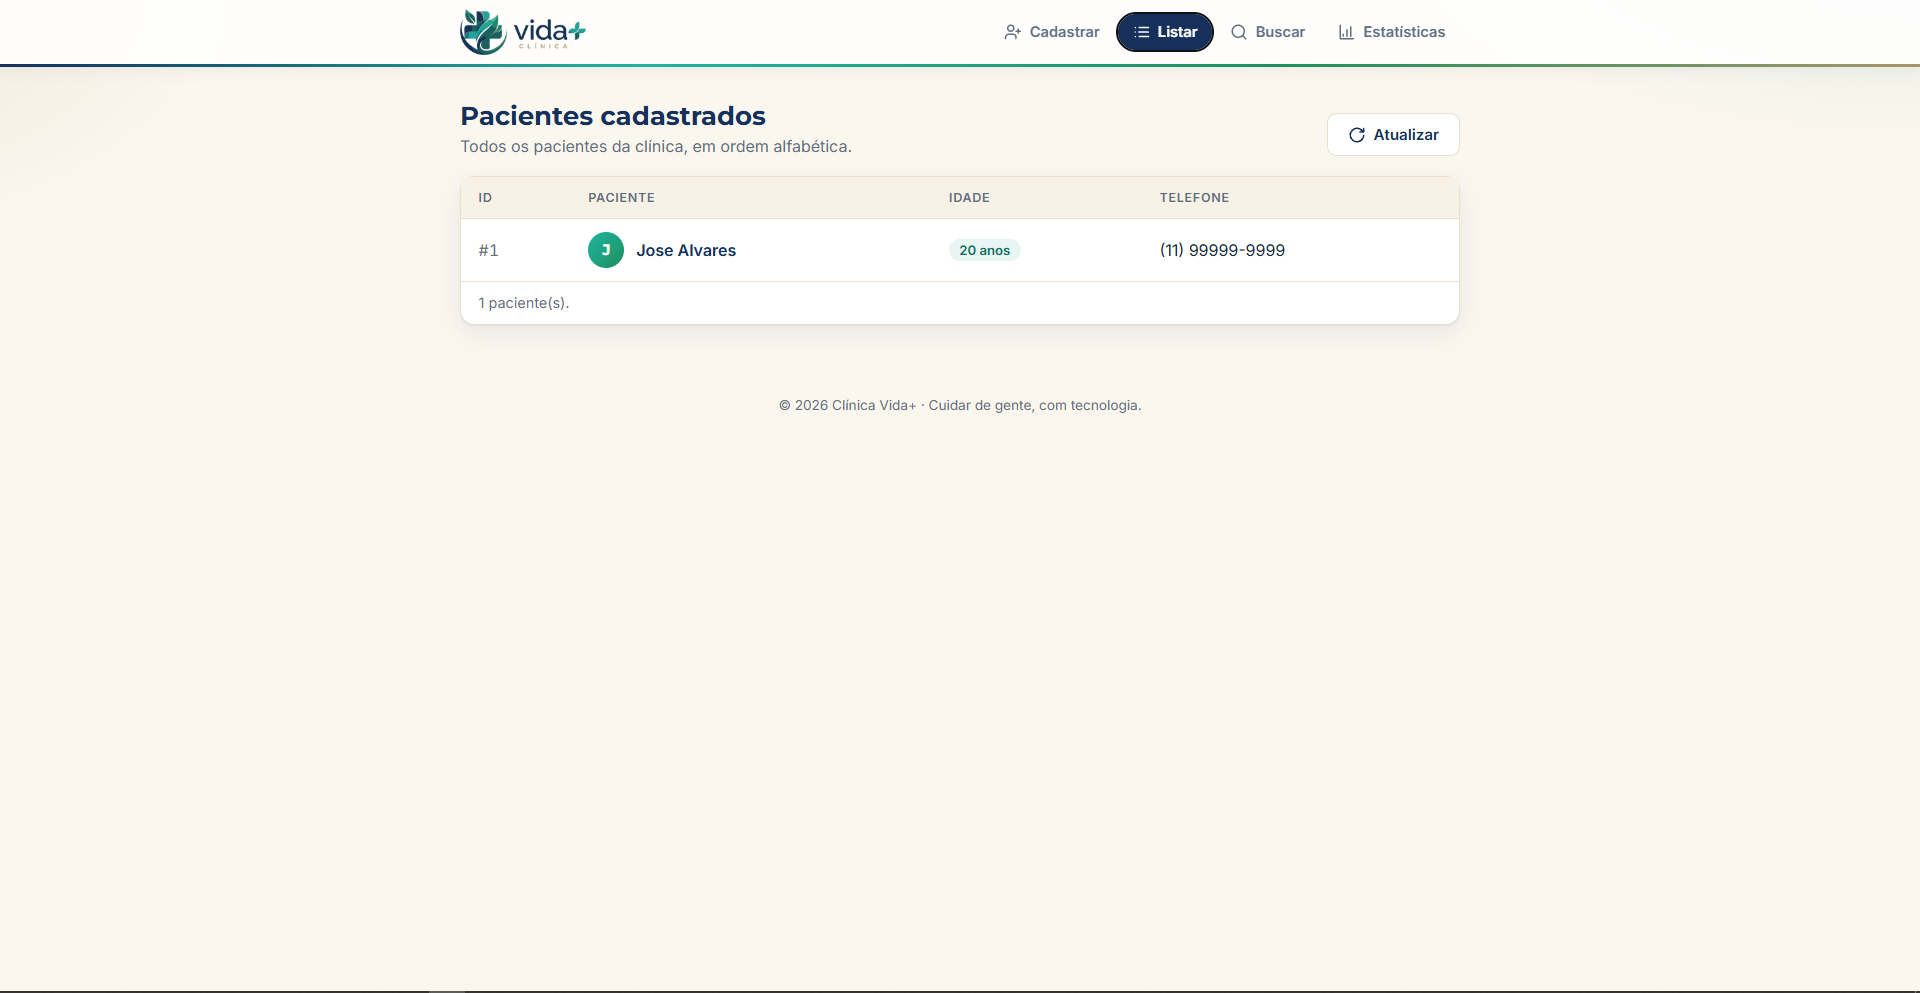 vida+
CLÍNICA
Cadastrar
Listar
Buscar
Estatísticas
Pacientes cadastrados
Todos os pacientes da clínica, em ordem alfabética.
Atualizar
ID PACIENTE IDADE TELEFONE
#1 J Jose Alvares 20 anos (11) 99999-9999
1 paciente(s).
© 2026 Clínica Vida+ · Cuidar de gente, com tecnologia.